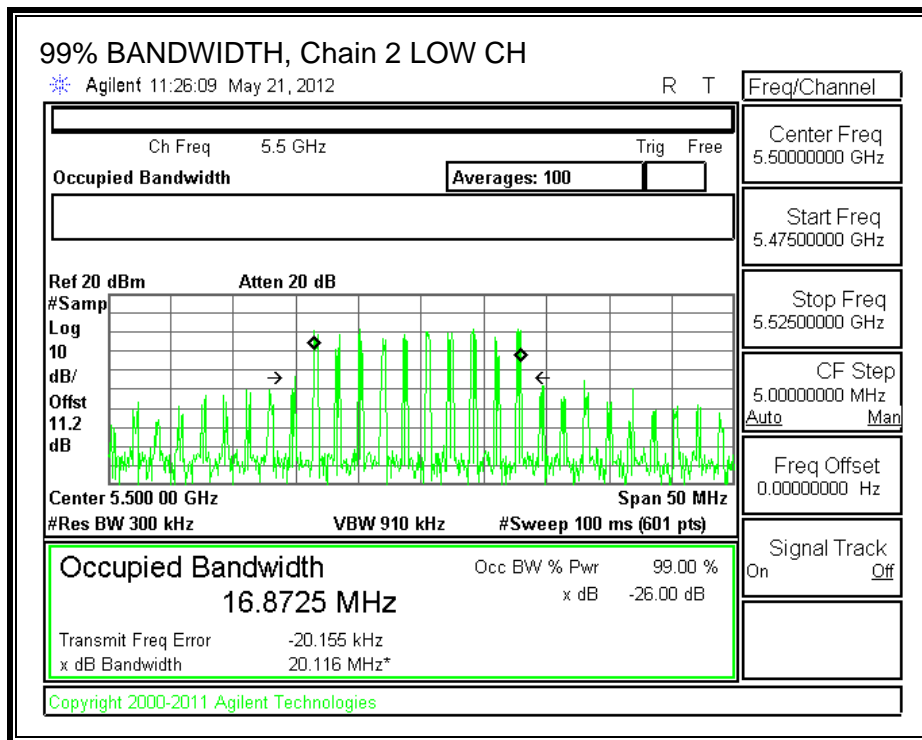 99% BANDWIDTH, Chain 2 LOW CH
Agilent 11:26:09 May 21, 2012 R T
Freq/Channel
Ch Freq 5.5 GHz Trig Free
Occupied Bandwidth Averages: 100
Center Freq
5.50000000 GHz
Start Freq
5.47500000 GHz
Stop Freq
5.52500000 GHz
CF Step
5.00000000 MHz
Auto Man
Freq Offset
0.00000000 Hz
Signal Track
On Off
Ref 20 dBm Atten 20 dB
#Samp
Log
10
dB/
Offst
11.2
dB
Center 5.500 00 GHz Span 50 MHz
#Res BW 300 kHz VBW 910 kHz #Sweep 100 ms (601 pts)
Occupied Bandwidth Occ BW % Pwr 99.00 %
16.8725 MHz x dB -26.00 dB
Transmit Freq Error -20.155 kHz
x dB Bandwidth 20.116 MHz*
Copyright 2000-2011 Agilent Technologies